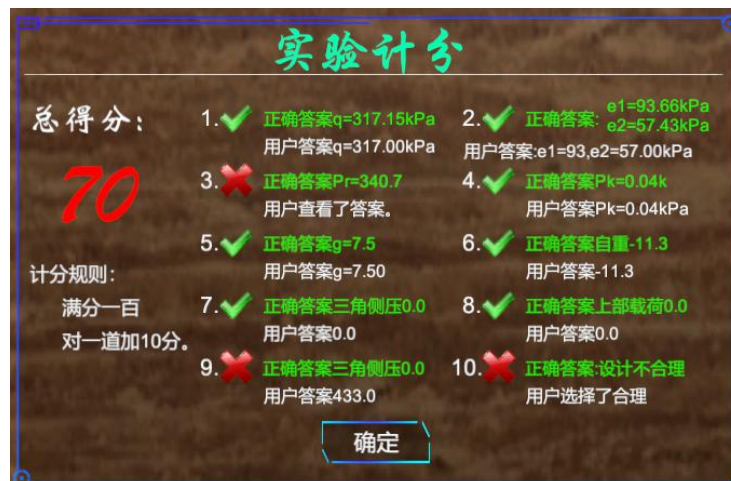 实验计分
总得分：
70
计分规则：
满分一百
对一道加10分。
1. 正确答案q=317.15kPa
用户答案q=317.00kPa
2. 正确答案: e1=93.66kPa
e2=57.43kPa
用户答案:e1=93,e2=57.00kPa
3. 正确答案Pr=340.7
用户查看了答案。
4. 正确答案Pk=0.04k
用户答案Pk=0.04kPa
5. 正确答案g=7.5
用户答案g=7.50
6. 正确答案自重-11.3
用户答案-11.3
7. 正确答案三角侧压0.0
用户答案0.0
8. 正确答案上部载荷0.0
用户答案0.0
9. 正确答案三角侧压0.0
用户答案433.0
10. 正确答案:设计不合理
用户选择了合理
确定